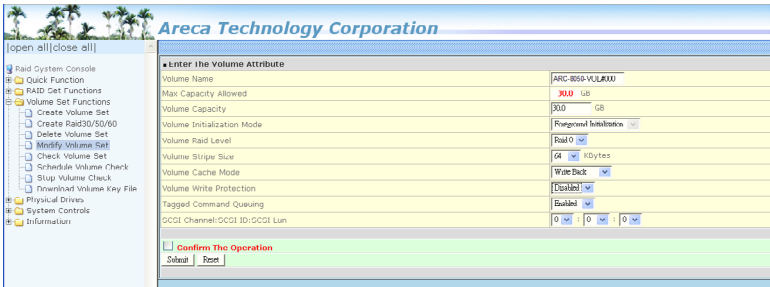 Areca Technology Corporation
|open all|close all|
Raid System Console
Quick Function
RAID Set Functions
Volume Set Functions
Create Volume Set
Create Raid30/50/60
Delete Volume Set
Modify Volume Set
Check Volume Set
Schedule Volume Check
Stop Volume Check
Download Volume Key File
Physical Drives
System Controls
Information
Enter The Volume Attribute
Volume Name ARC-8050-VOL#000
Max Capacity Allowed 30.0 GB
Volume Capacity 30.0 GB
Volume Initialization Mode Foreground Initialization
Volume Raid Level Raid 0
Volume Stripe Size 64 KBytes
Volume Cache Mode Write Back
Volume Write Protection Disabled
Tagged Command Queuing Enabled
SCSI Channel:SCSI ID:SCSI Lun 0 : 0 : 0
Confirm The Operation
Submit Reset